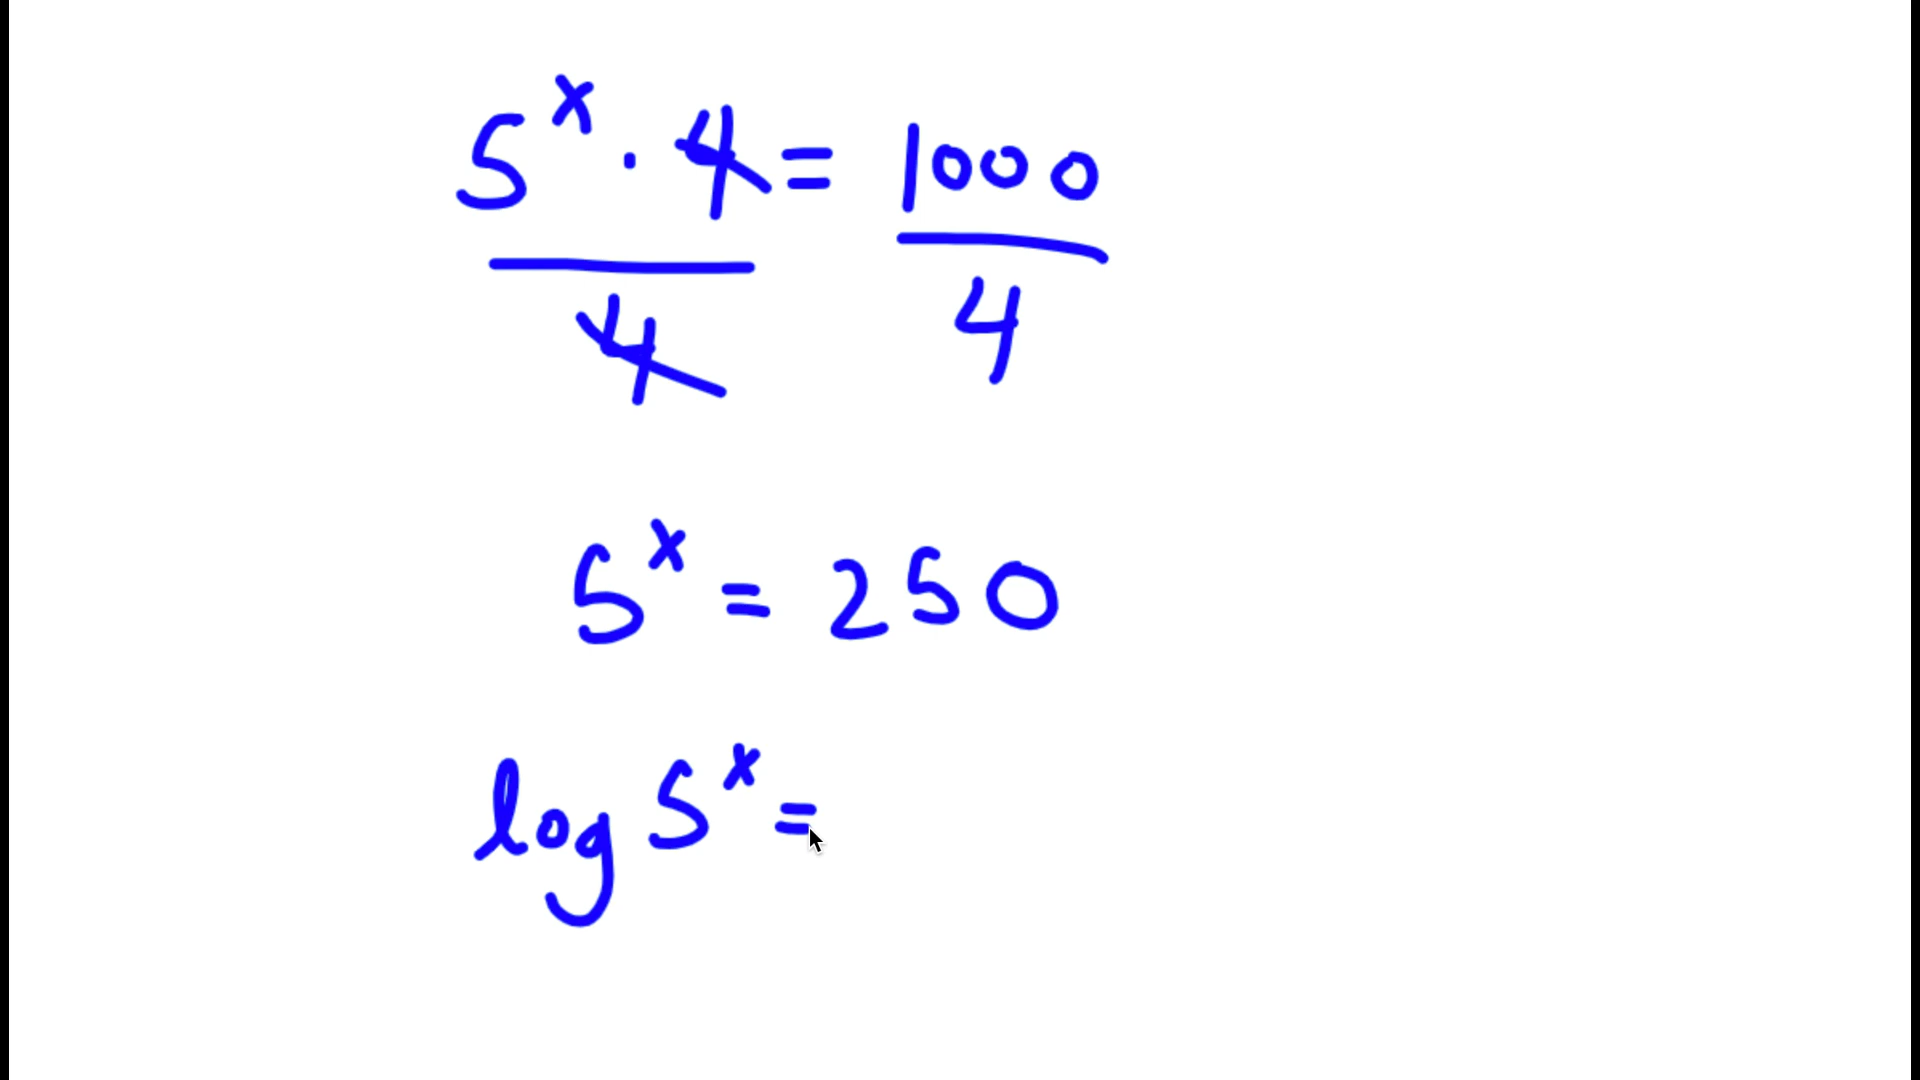 5^x · 4 = 1000
4 4
5^x = 250
log 5^x =